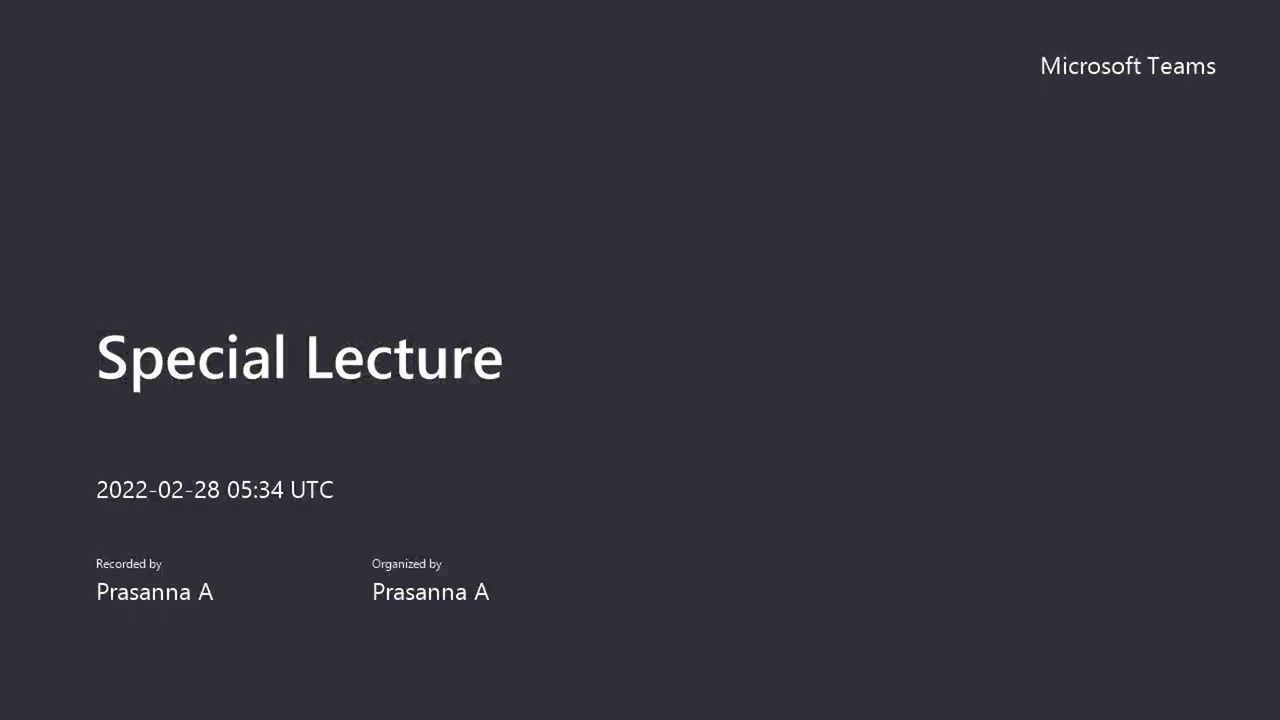 Microsoft Teams
Special Lecture
2022-02-28 05:34 UTC
Recorded by
Prasanna A
Organized by
Prasanna A